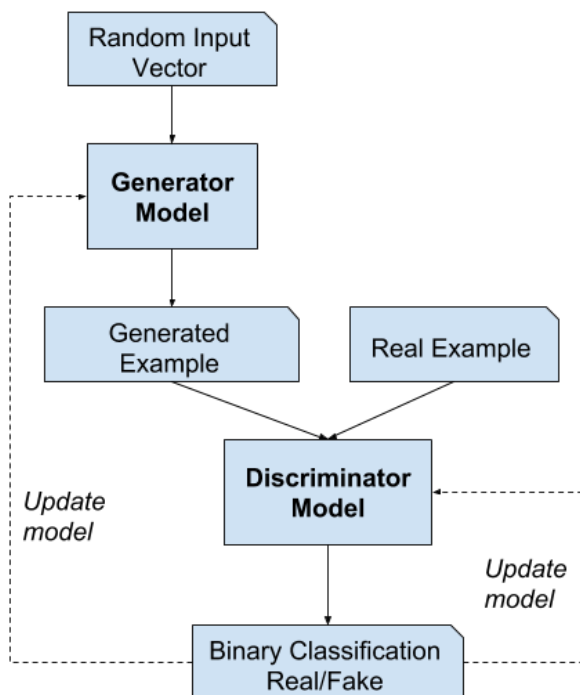 Random Input
Vector
Generator
Model
Generated
Example
Real Example
Discriminator
Model
Update
model
Update
model
Binary Classification
Real/Fake